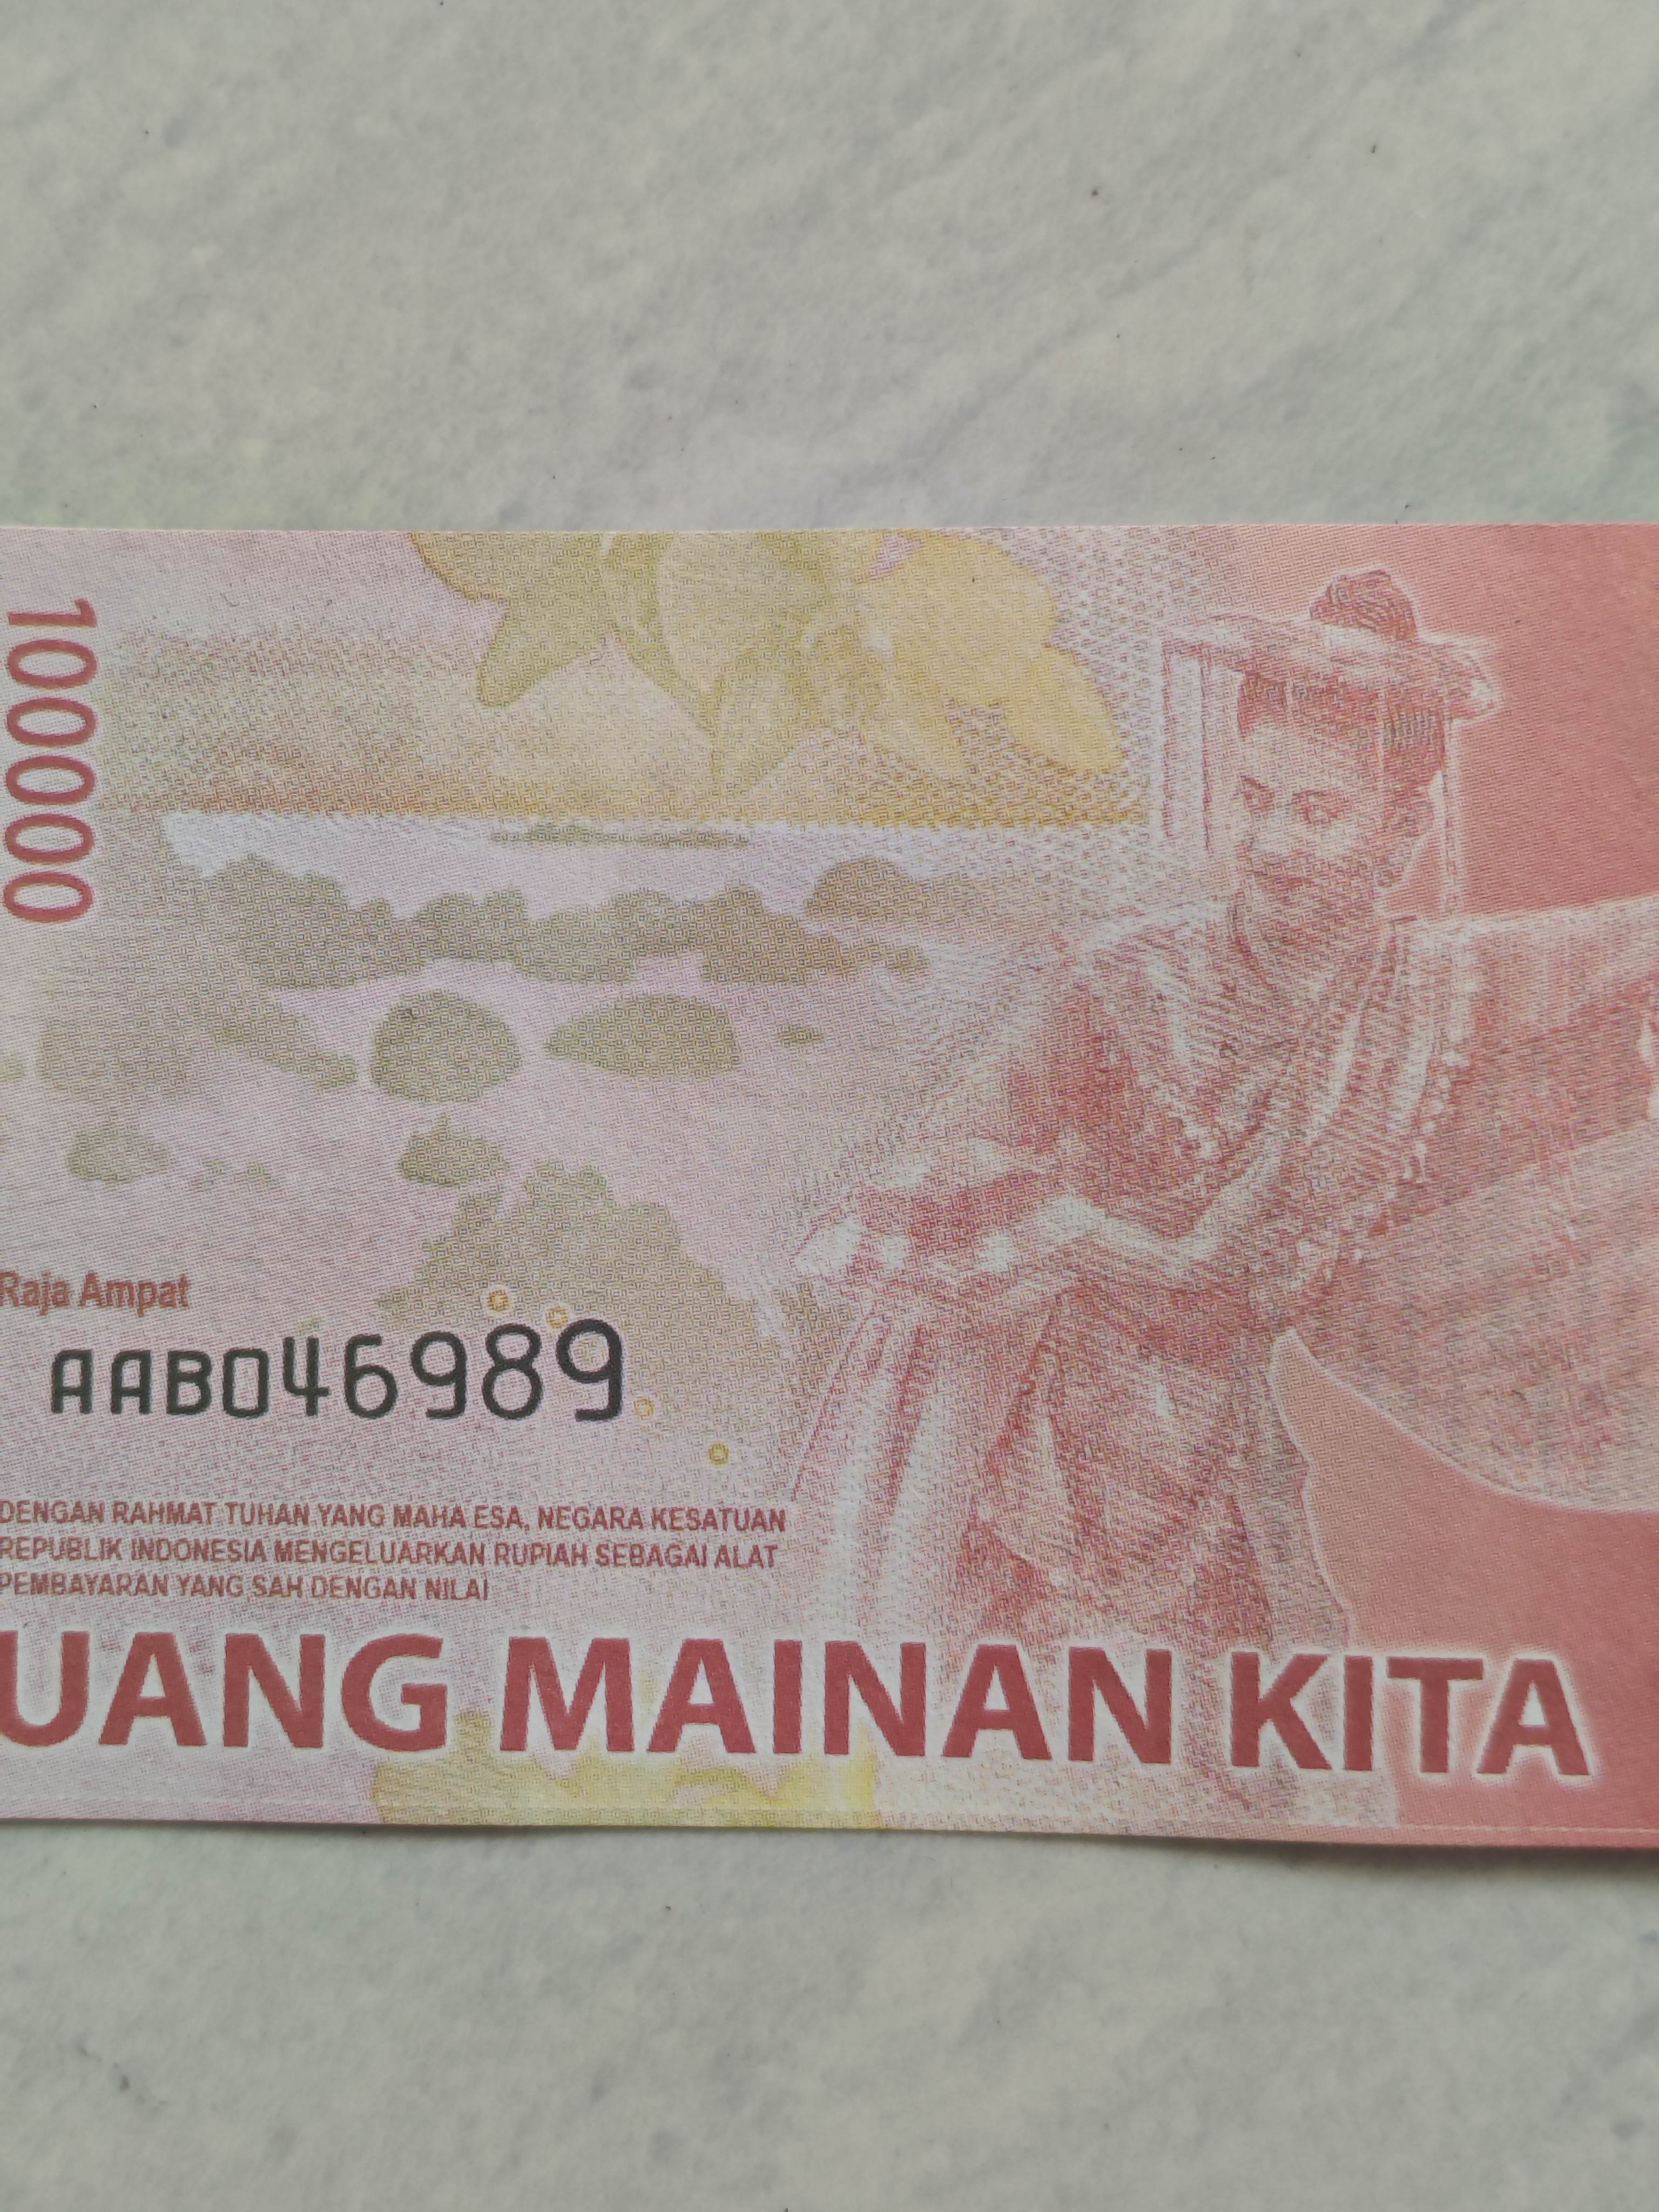 100000
Raja Ampat
AAB046989
DENGAN RAHMAT TUHAN YANG MAHA ESA, NEGARA KESATUAN
REPUBLIK INDONESIA MENGELUARKAN RUPIAH SEBAGAI ALAT
PEMBAYARAN YANG SAH DENGAN NILAI
UANG MAINAN KITA